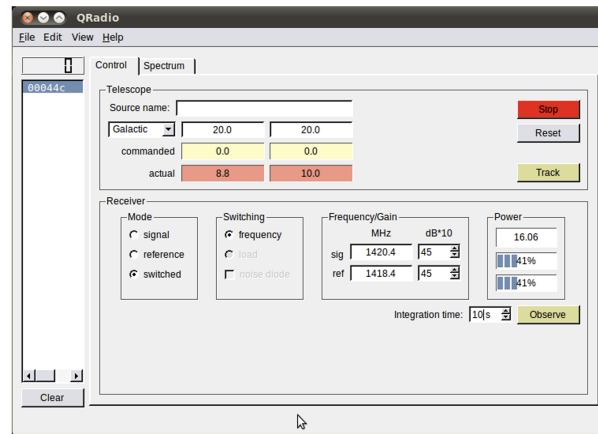 QRadio
File Edit View Help
0
Control Spectrum
00044c
Telescope
Source name:
Stop
Galactic 20.0 20.0
Reset
commanded 0.0 0.0
actual 8.8 10.0
Track
Receiver
Mode
signal
reference
switched
Switching
frequency
load
noise diode
Frequency/Gain
MHz dB*10
sig 1420.4 45
ref 1418.4 45
Power
16.06
41%
41%
Integration time: 10 s Observe
Clear